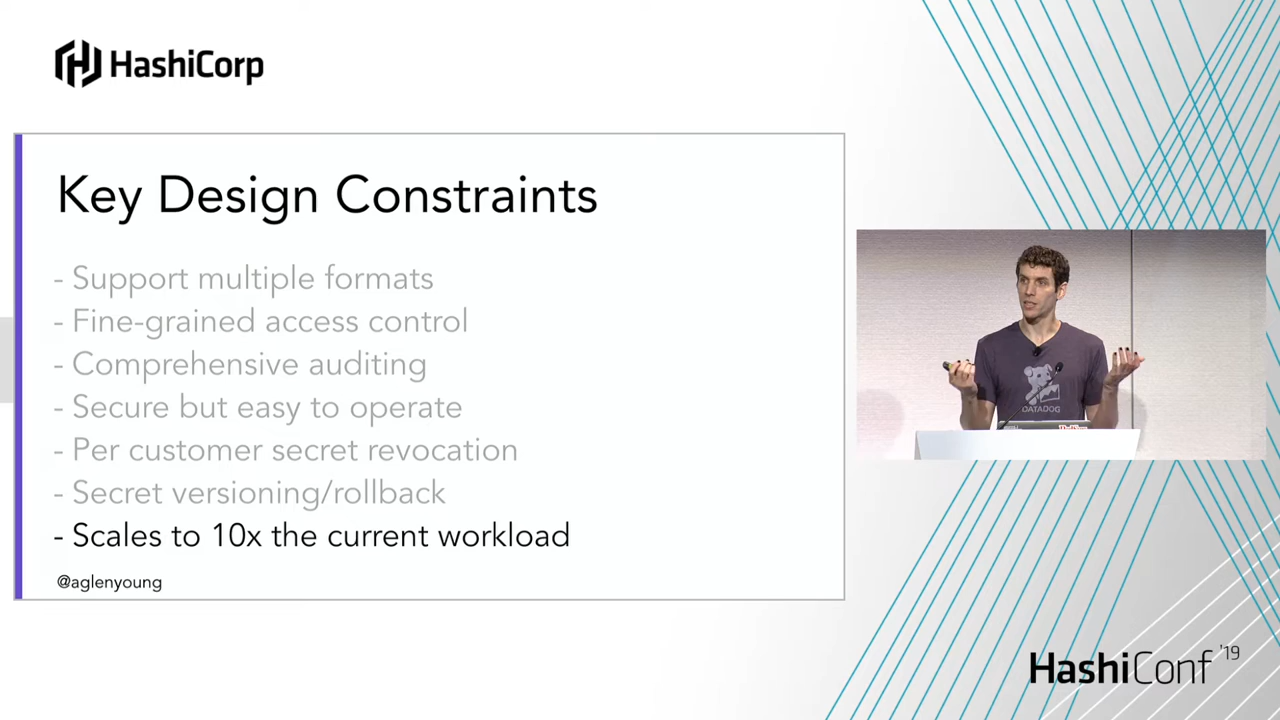 HashiCorp
Key Design Constraints
- Support multiple formats
- Fine-grained access control
- Comprehensive auditing
- Secure but easy to operate
- Per customer secret revocation
- Secret versioning/rollback
- Scales to 10x the current workload
@aglenyoung
DATADOG
HashiConf '19